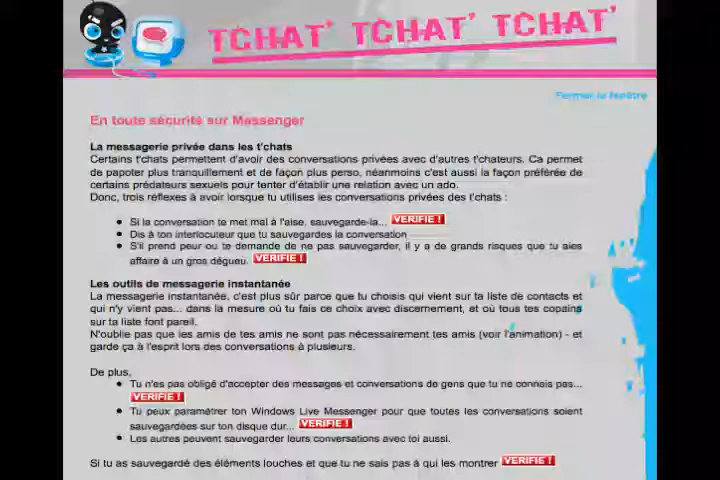 TCHAT' TCHAT' TCHAT'
Fermer la fenêtre
En toute sécurité sur Messenger
La messagerie privée dans les t'chats
Certains t'chats permettent d'avoir des conversations privées avec d'autres t'chateurs. Ca permet
de papoter plus tranquillement et de façon plus perso, néanmoins c'est aussi la façon préférée de
certains prédateurs sexuels pour tenter d'établir une relation avec un ado.
Donc, trois réflexes à avoir lorsque tu utilises les conversations privées des t'chats :
Si la conversation te met mal à l'aise, sauvegarde-la... VERIFIE !
Dis à ton interlocuteur que tu sauvegardes la conversation
S'il prend peur ou te demande de ne pas sauvegarder, il y a de grands risques que tu aies
affaire à un gros dégueu. VERIFIE !
Les outils de messagerie instantanée
La messagerie instantanée, c'est plus sûr parce que tu choisis qui vient sur ta liste de contacts et
qui n'y vient pas... dans la mesure où tu fais ce choix avec discernement, et où tous tes copains
sur ta liste font pareil.
N'oublie pas que les amis de tes amis ne sont pas nécessairement tes amis (voir l'animation) - et
garde ça à l'esprit lors des conversations à plusieurs.
De plus,
Tu n'es pas obligé d'accepter des messages et conversations de gens que tu ne connais pas...
VERIFIE !
Tu peux paramétrer ton Windows Live Messenger pour que toutes les conversations soient
sauvegardées sur ton disque dur... VERIFIE !
Les autres peuvent sauvegarder leurs conversations avec toi aussi.
Si tu as sauvegardé des éléments louches et que tu ne sais pas à qui les montrer VERIFIE !